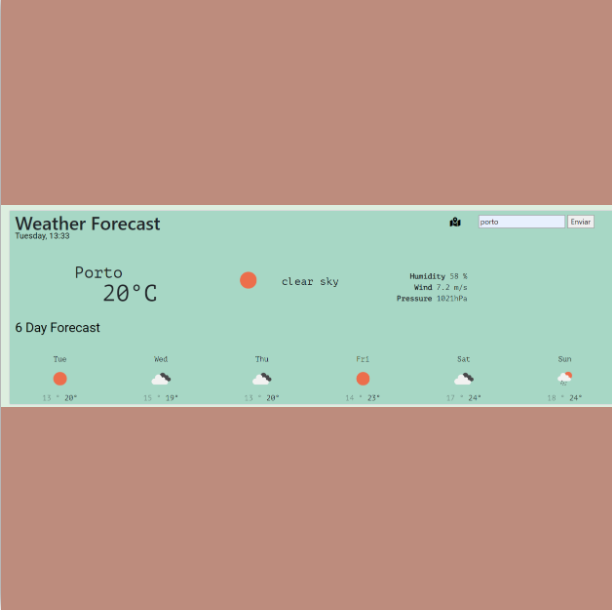 Weather Forecast
Tuesday, 13:33
porto Enviar
Porto
20°C
clear sky
Humidity 58 %
Wind 7.2 m/s
Pressure 1021hPa
6 Day Forecast
Tue Wed Thu Fri Sat Sun
13 ° 20° 15 ° 19° 13 ° 20° 14 ° 23° 17 ° 24° 18 ° 24°